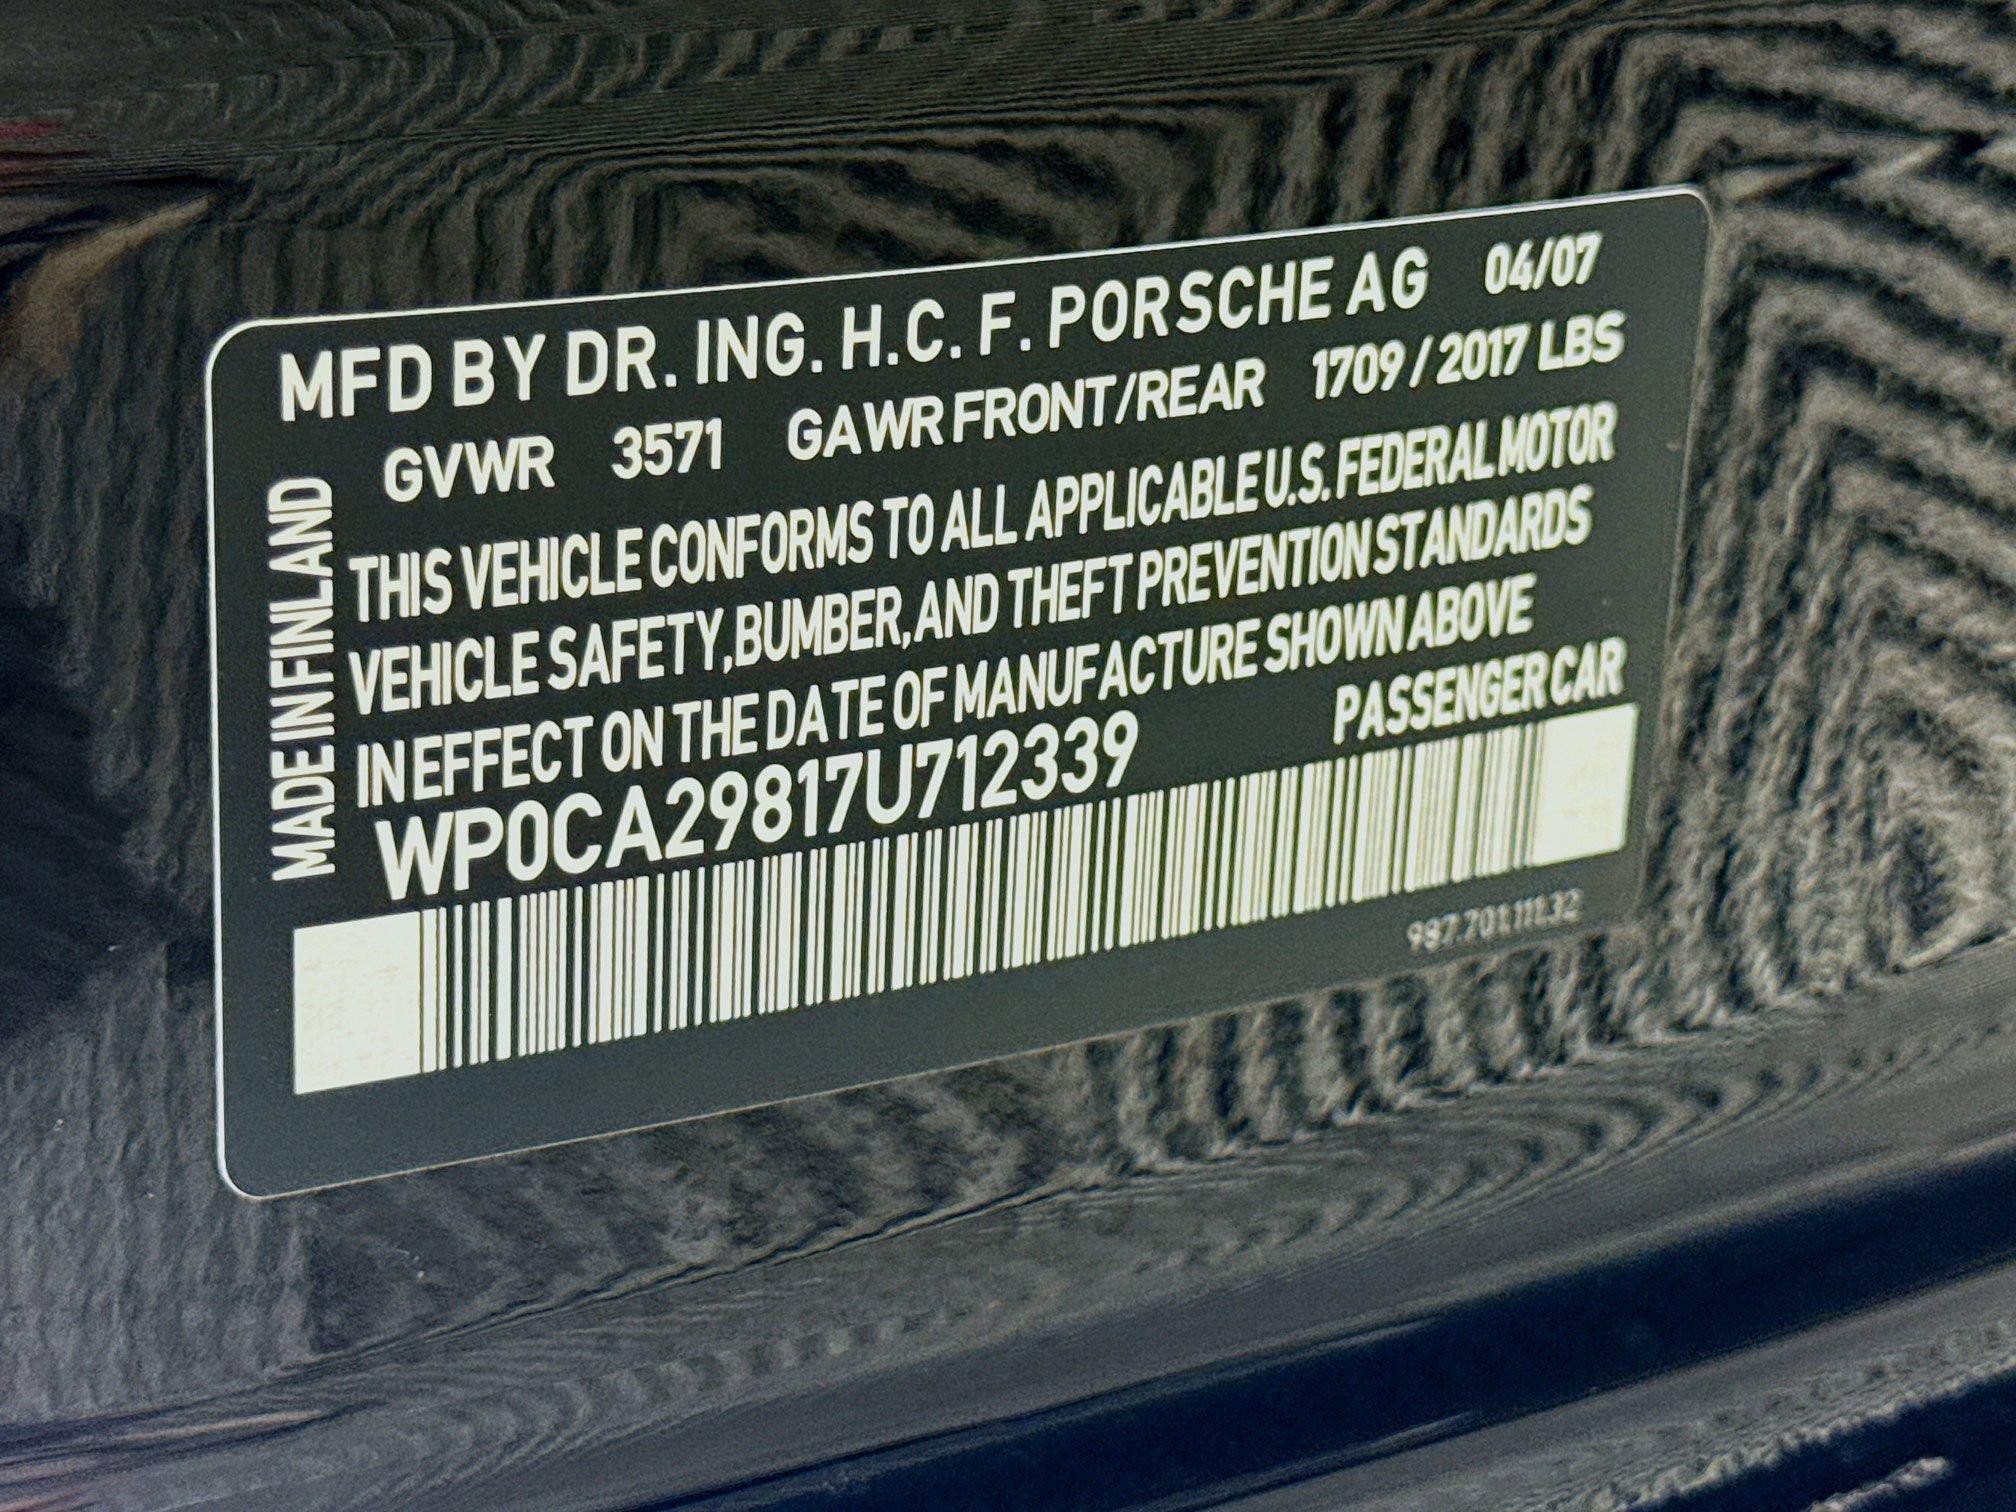 MFD BY DR. ING. H.C. F. PORSCHE AG 04/07
GVWR 3571 GAWR FRONT/REAR 1709 / 2017 LBS
THIS VEHICLE CONFORMS TO ALL APPLICABLE U.S. FEDERAL MOTOR
VEHICLE SAFETY, BUMBER, AND THEFT PREVENTION STANDARDS
IN EFFECT ON THE DATE OF MANUFACTURE SHOWN ABOVE
WP0CA29817U712339 PASSENGER CAR
987.701.111.32
MADE IN FINLAND